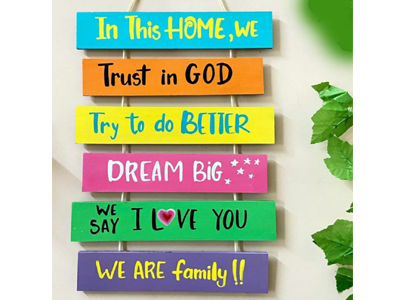 In This HOME, WE
Trust in GOD
Try to do BETTER
DREAM BiG
WE SAY I LOVE YOU
WE ARE family!!